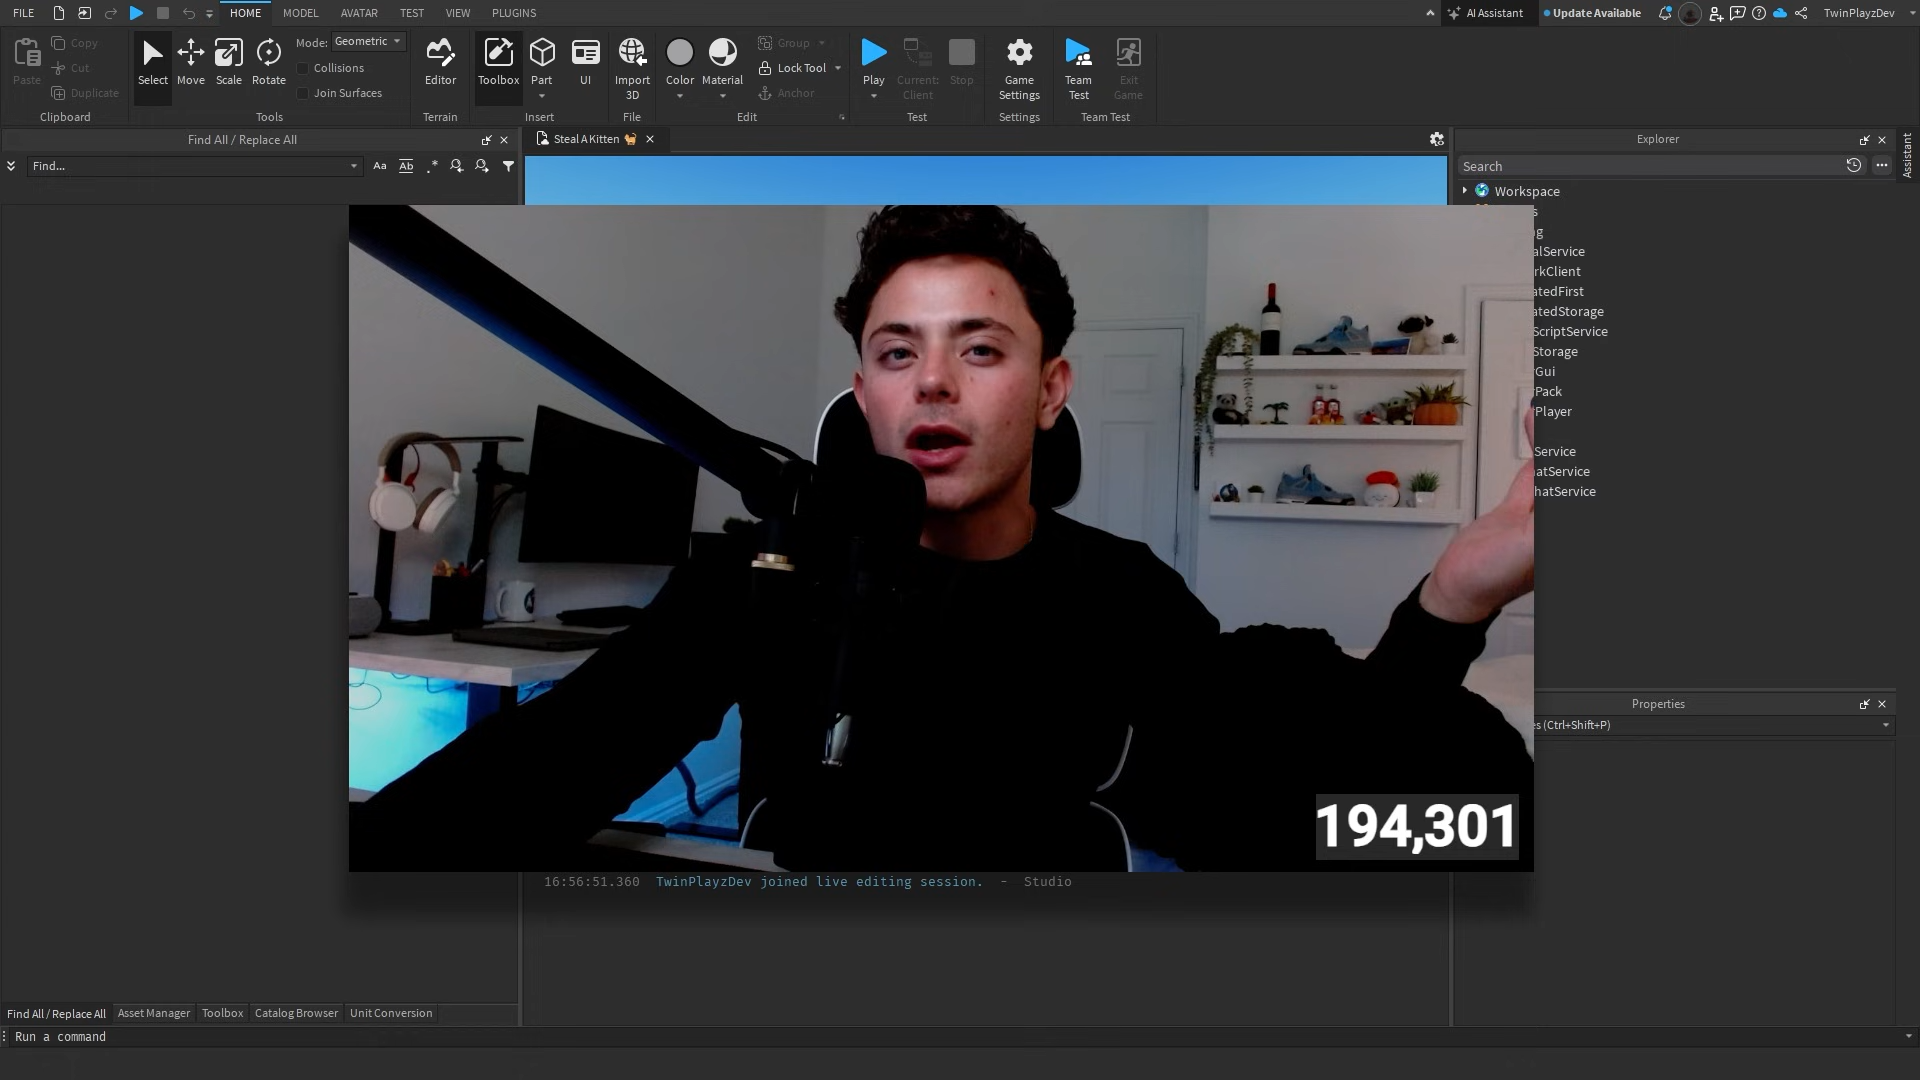 FILE HOME MODEL AVATAR TEST VIEW PLUGINS AI Assistant Update Available TwinPlayzDev
Paste Copy Cut Duplicate Clipboard
Select Move Scale Rotate Mode: Geometric Collisions Join Surfaces Tools
Editor Terrain
Toolbox Part UI Insert
Import 3D File
Color Material Group Lock Tool Anchor Edit
Play Current: Client Stop Test
Game Settings Settings
Team Test Exit Game Team Test
Find All / Replace All
Find... Aa Ab .*
Steal A Kitten
Explorer
Assistant
Search
Workspace
s
g
alService
rkClient
atedFirst
atedStorage
ScriptService
Storage
Gui
Pack
Player
Service
atService
hatService
Properties
es (Ctrl+Shift+P)
194,301
16:56:51.360 TwinPlayzDev joined live editing session. - Studio
Find All / Replace All Asset Manager Toolbox Catalog Browser Unit Conversion
Run a command